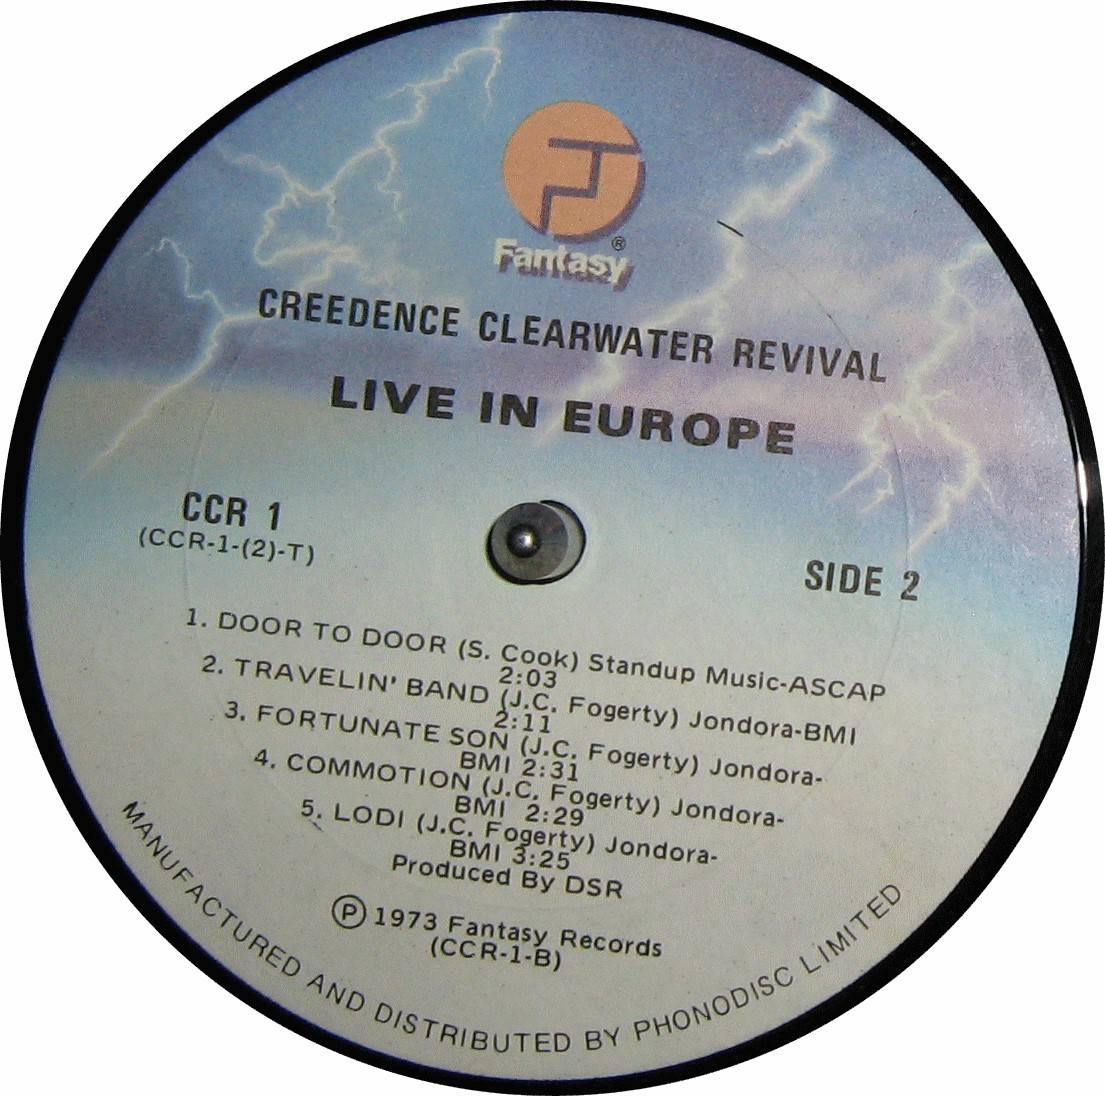 Fantasy®
CREEDENCE CLEARWATER REVIVAL
LIVE IN EUROPE
CCR 1
(CCR-1-(2)-T)
SIDE 2
1. DOOR TO DOOR (S. Cook) Standup Music-ASCAP
2:03
2. TRAVELIN' BAND (J.C. Fogerty) Jondora-BMI
2:11
3. FORTUNATE SON (J.C. Fogerty) Jondora-
BMI 2:31
4. COMMOTION (J.C. Fogerty) Jondora-
BMI 2:29
5. LODI (J.C. Fogerty) Jondora-
BMI 3:25
Produced By DSR
Ⓟ 1973 Fantasy Records
(CCR-1-B)
MANUFACTURED AND DISTRIBUTED BY PHONODISC LIMITED